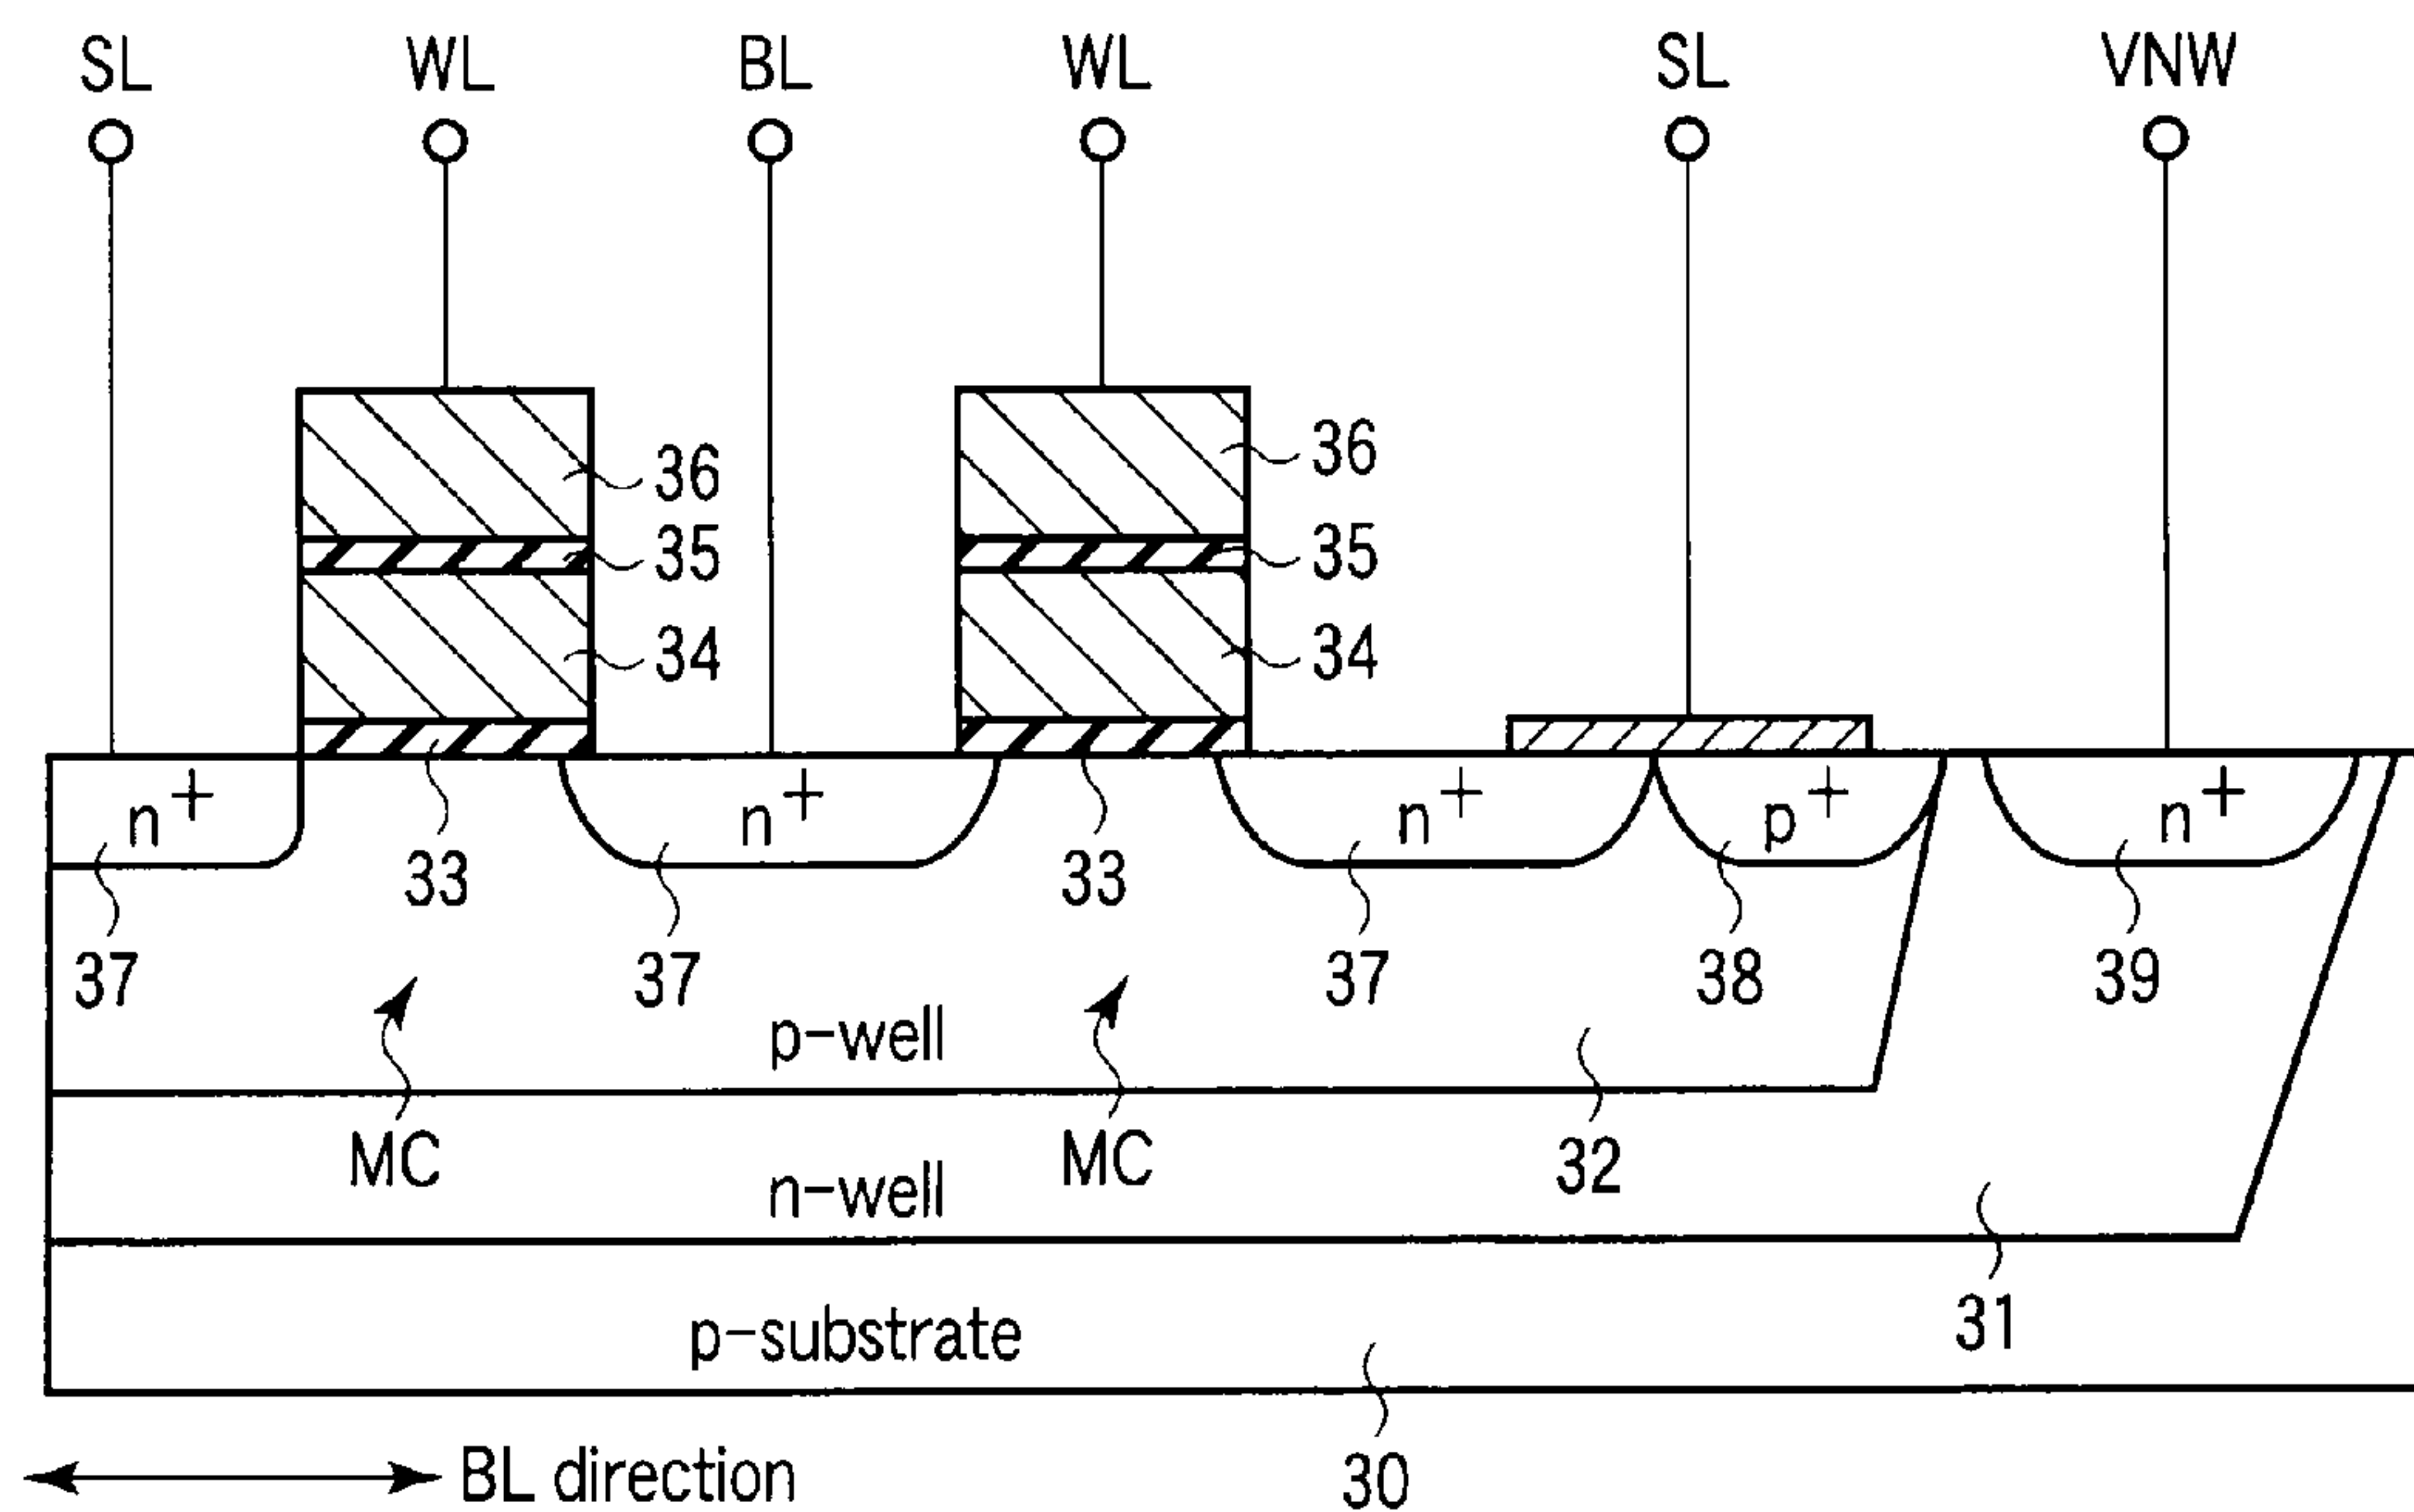 SL WL BL WL SL VNW
36 36
35 35
34 34
n+ n+ n+ p+ n+
33 33
37 37 37 38 39
p-well
MC MC 32
n-well
31
p-substrate
30
BL direction